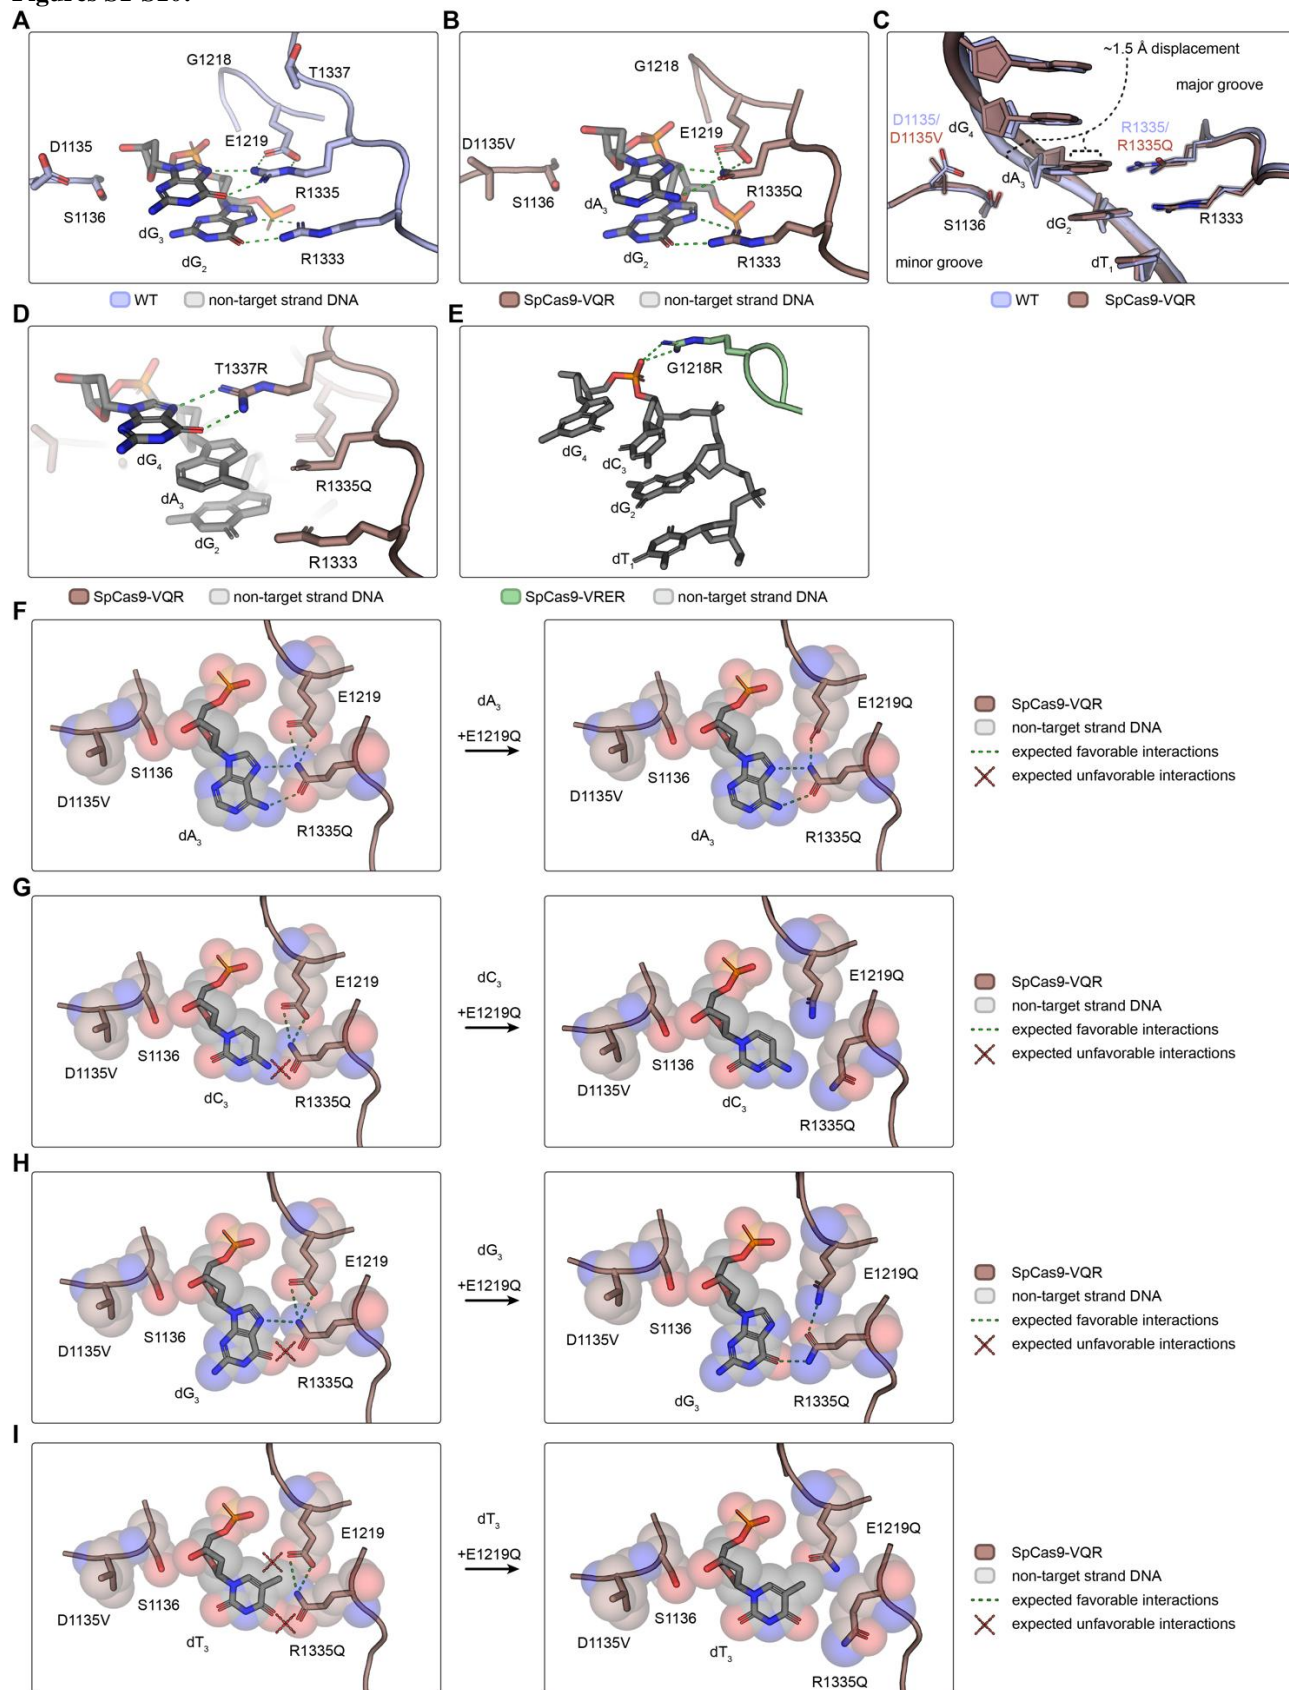 Figures S1-S10.
A
G1218
T1337
D1135
E1219
R1335
S1136
dG3
dG2
R1333
WT
non-target strand DNA
B
G1218
D1135V
E1219
S1136
R1335Q
dA3
dG2
R1333
SpCas9-VQR
non-target strand DNA
C
~1.5 Å displacement
major groove
dG4
D1135/
D1135V
R1335/
R1335Q
dA3
S1136
dG2
R1333
minor groove
dT1
WT
SpCas9-VQR
D
T1337R
dG4
dA3
R1335Q
dG2
R1333
SpCas9-VQR
non-target strand DNA
E
G1218R
dG4
dC3
dG2
dT1
SpCas9-VRER
non-target strand DNA
F
E1219
S1136
D1135V
R1335Q
dA3
dA3
+E1219Q
E1219Q
S1136
D1135V
R1335Q
dA3
SpCas9-VQR
non-target strand DNA
expected favorable interactions
expected unfavorable interactions
G
E1219
S1136
D1135V
R1335Q
dC3
dC3
+E1219Q
E1219Q
S1136
D1135V
dC3
R1335Q
SpCas9-VQR
non-target strand DNA
expected favorable interactions
expected unfavorable interactions
H
E1219
S1136
D1135V
R1335Q
dG3
dG3
+E1219Q
E1219Q
S1136
D1135V
R1335Q
dG3
SpCas9-VQR
non-target strand DNA
expected favorable interactions
expected unfavorable interactions
I
E1219
S1136
D1135V
dT3
R1335Q
dT3
+E1219Q
E1219Q
S1136
D1135V
dT3
R1335Q
SpCas9-VQR
non-target strand DNA
expected favorable interactions
expected unfavorable interactions